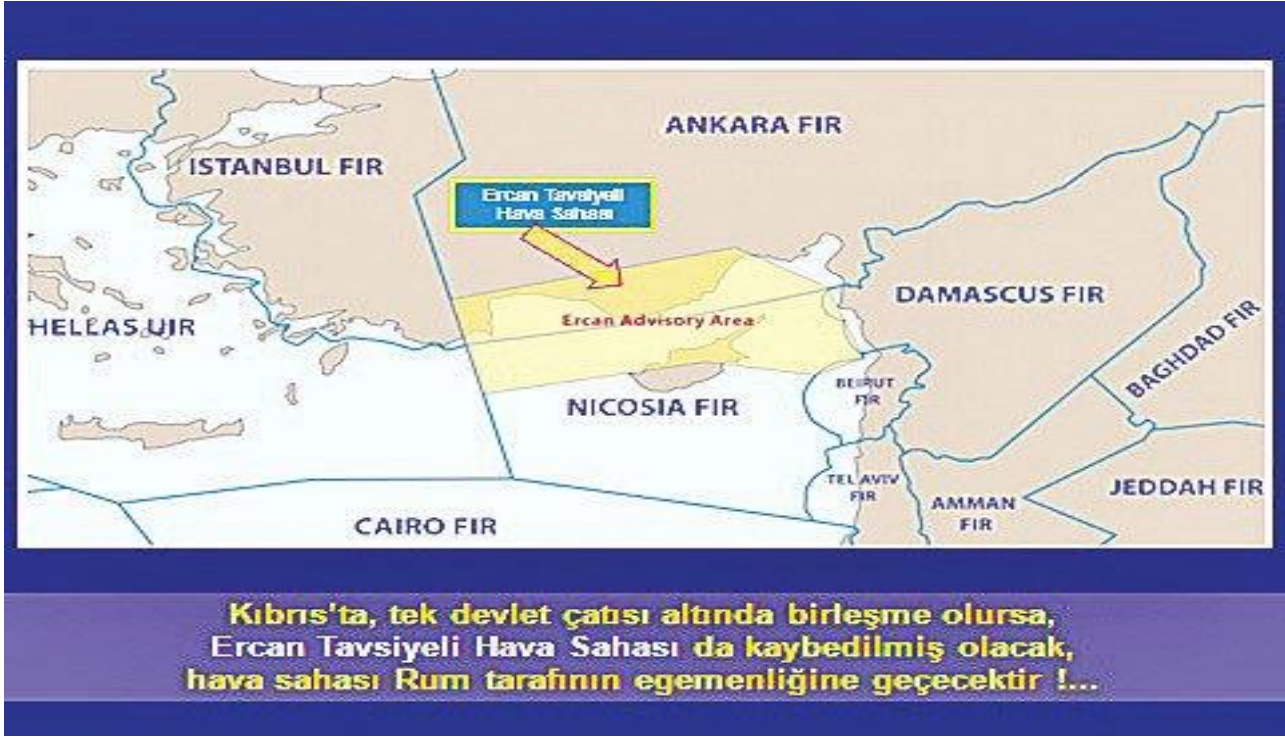 ANKARA FIR
ISTANBUL FIR
Ercan Tavsiyeli
Hava Sahası
DAMASCUS FIR
HELLAS UIR
Ercan Advisory Area
BAGHDAD FIR
BEIRUT
FIR
NICOSIA FIR
TEL AVIV
FIR
JEDDAH FIR
AMMAN
FIR
CAIRO FIR
Kıbrıs'ta, tek devlet çatısı altında birleşme olursa,
Ercan Tavsiyeli Hava Sahası da kaybedilmiş olacak,
hava sahası Rum tarafının egemenliğine geçecektir !...